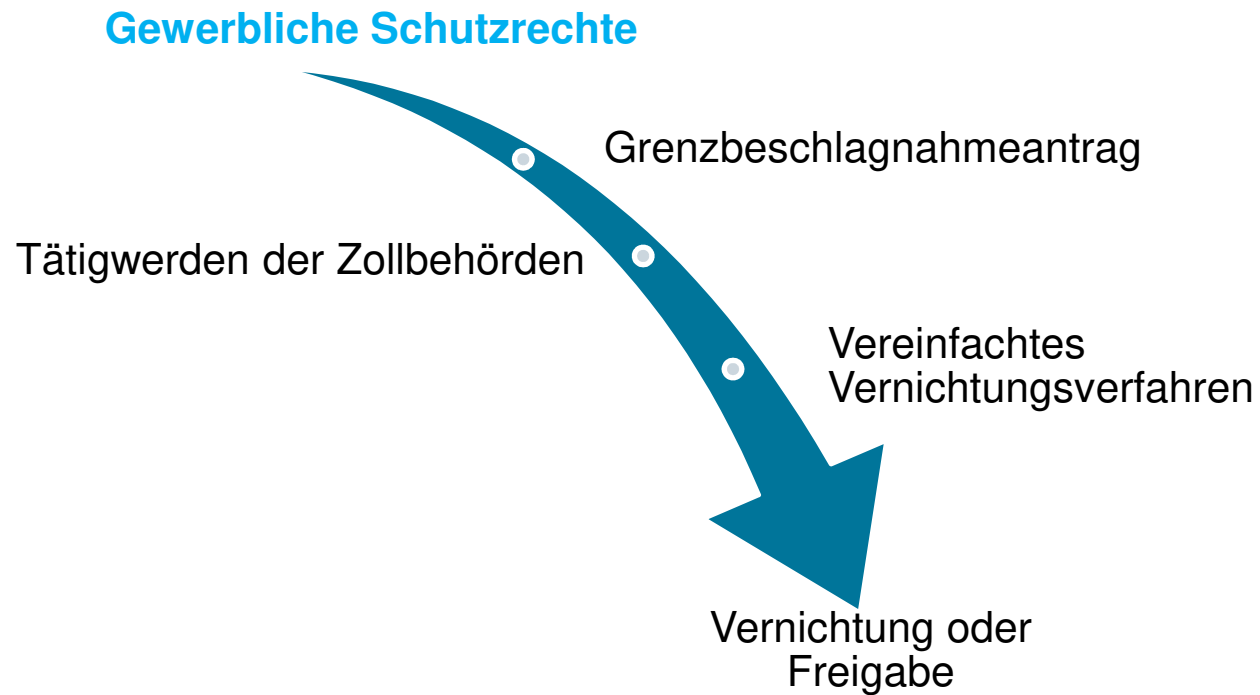 Gewerbliche Schutzrechte
Grenzbeschlagnahmeantrag
Tätigwerden der Zollbehörden
Vereinfachtes
Vernichtungsverfahren
Vernichtung oder
Freigabe